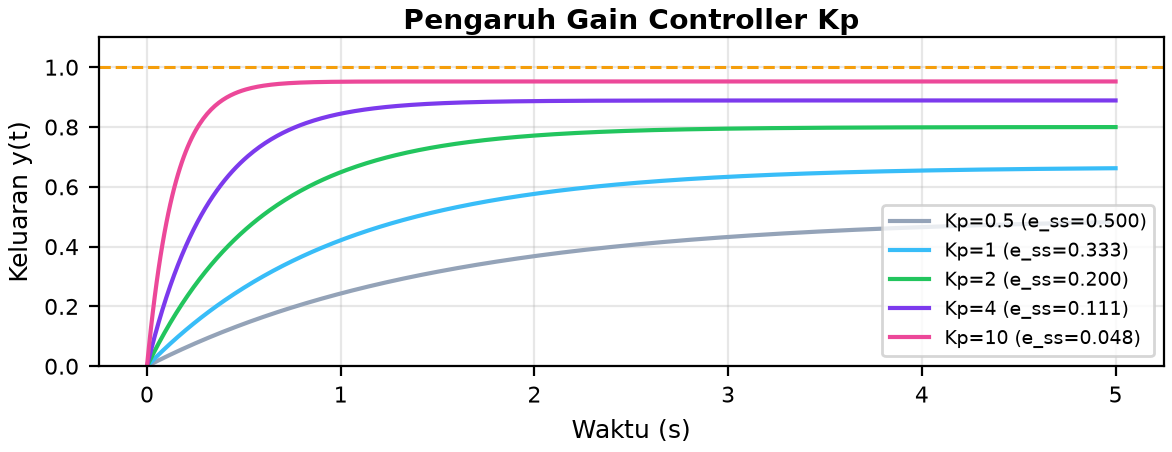 Pengaruh Gain Controller Kp
Keluaran y(t)
1.0
0.8
0.6
0.4
0.2
0.0
Kp=0.5 (e_ss=0.500)
Kp=1 (e_ss=0.333)
Kp=2 (e_ss=0.200)
Kp=4 (e_ss=0.111)
Kp=10 (e_ss=0.048)
0 1 2 3 4 5
Waktu (s)